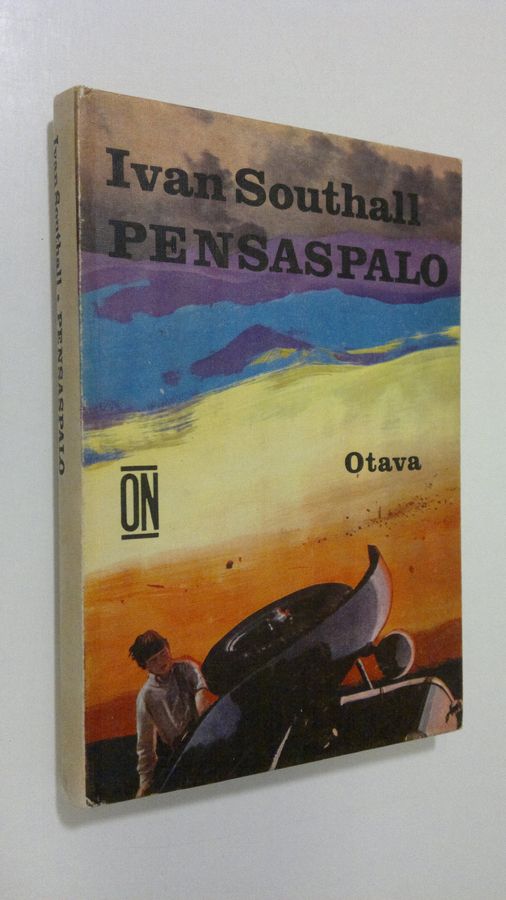 Ivan Southall
PENSASPALO
Otava
ON
Ivan Southall • PENSASPALO